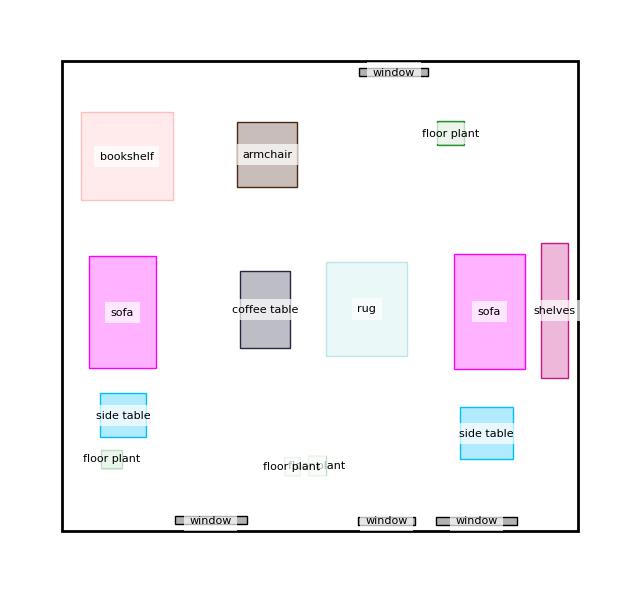 window
floor plant
bookshelf
armchair
sofa
coffee table
rug
sofa
shelves
side table
side table
floor plant
floor plant
plant
window
window
window